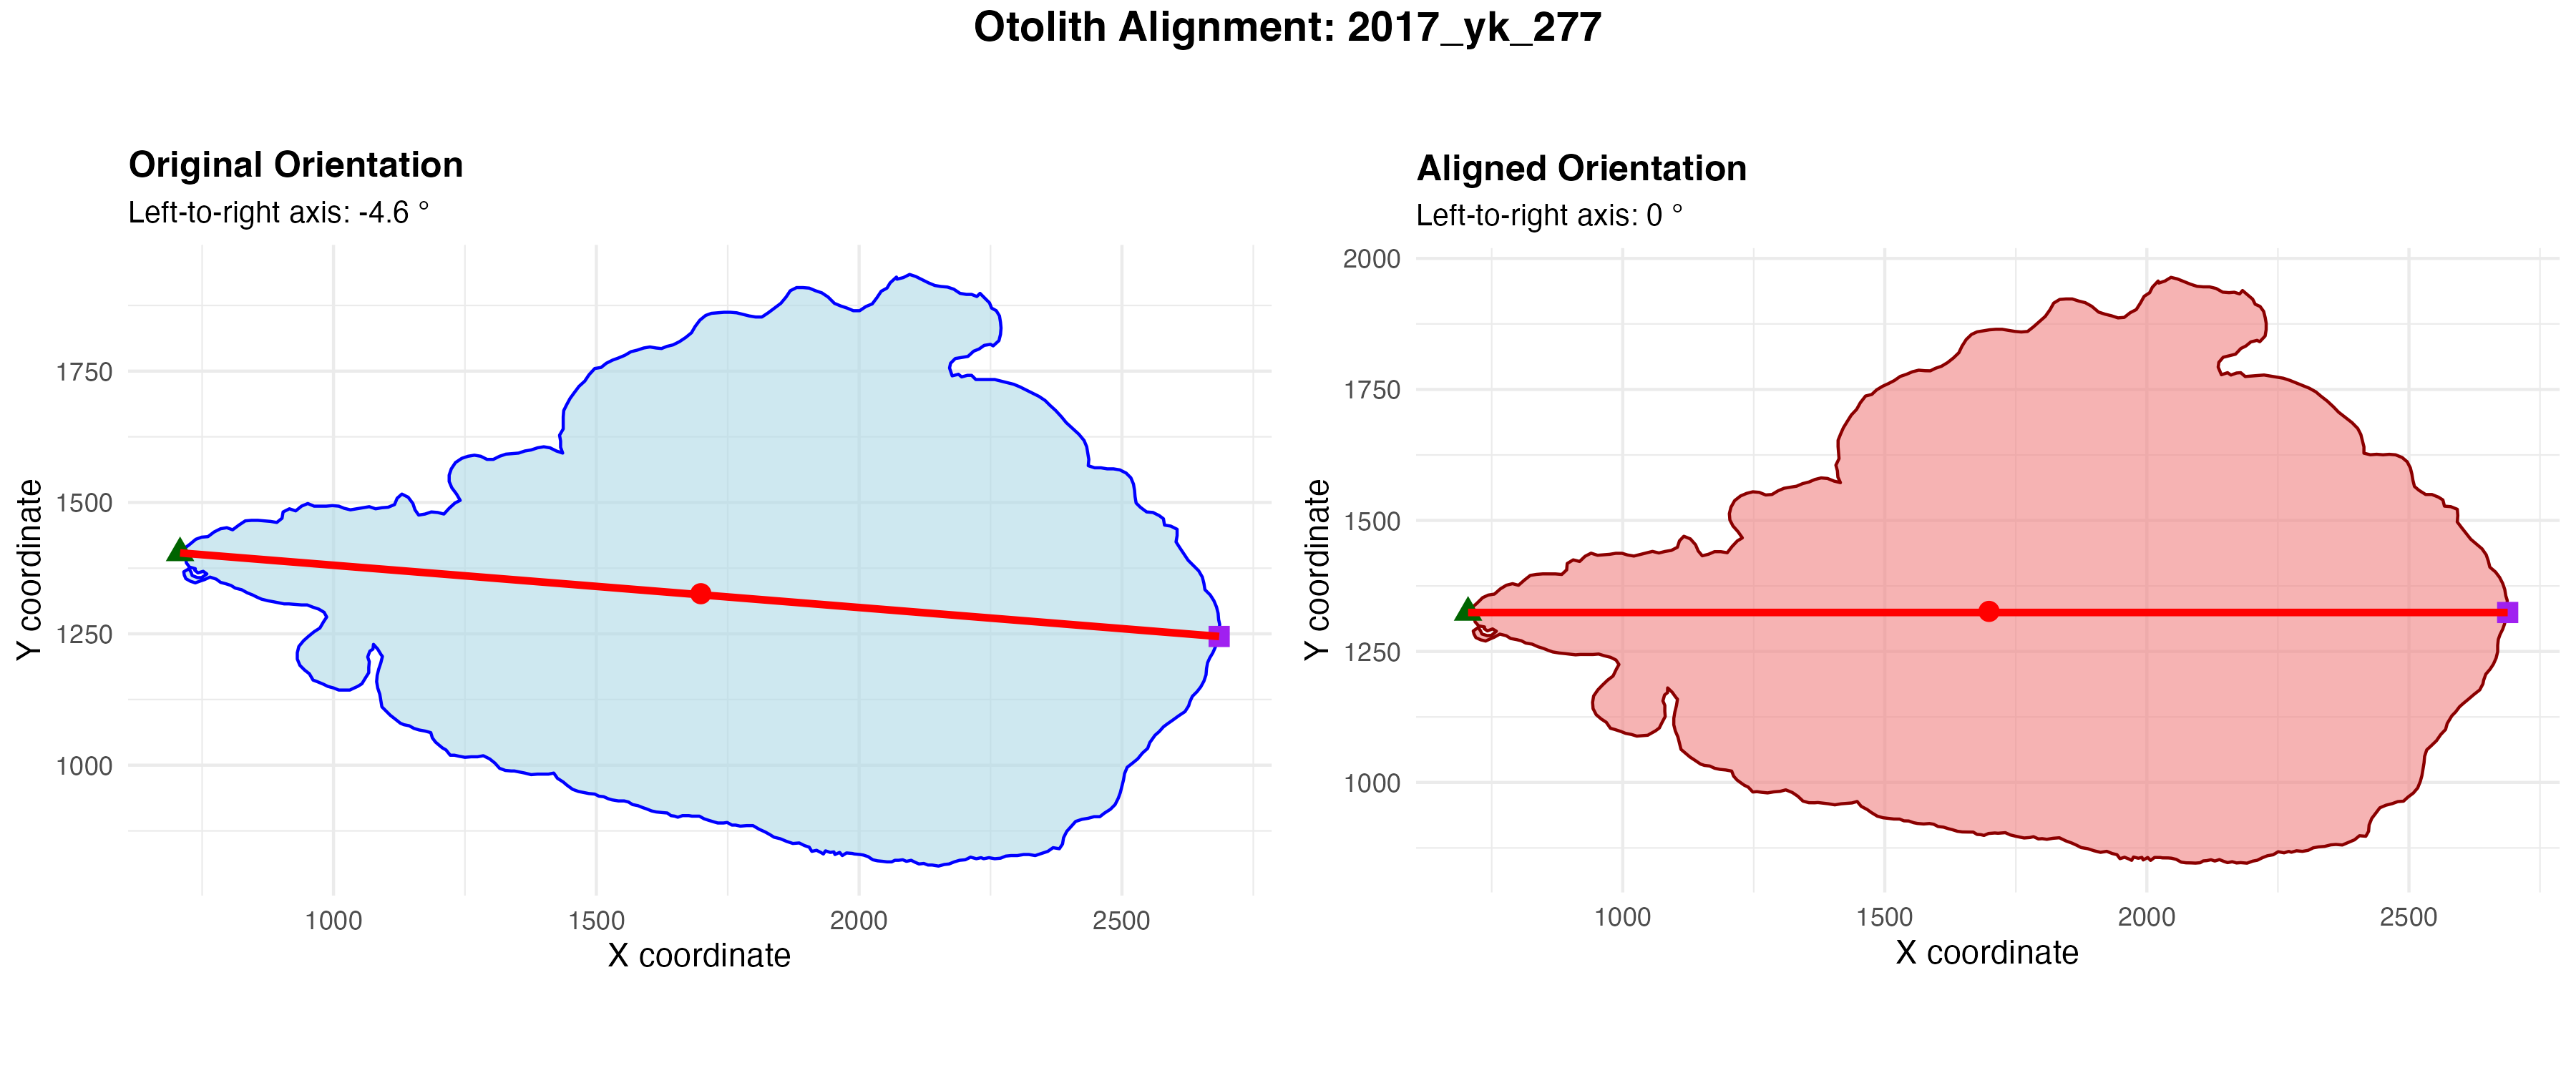 Otolith Alignment: 2017_yk_277
Original Orientation
Left-to-right axis: -4.6 °
1750
1500
1250
1000
Y coordinate
1000 1500 2000 2500
X coordinate
Aligned Orientation
Left-to-right axis: 0 °
2000
1750
1500
1250
1000
Y coordinate
1000 1500 2000 2500
X coordinate